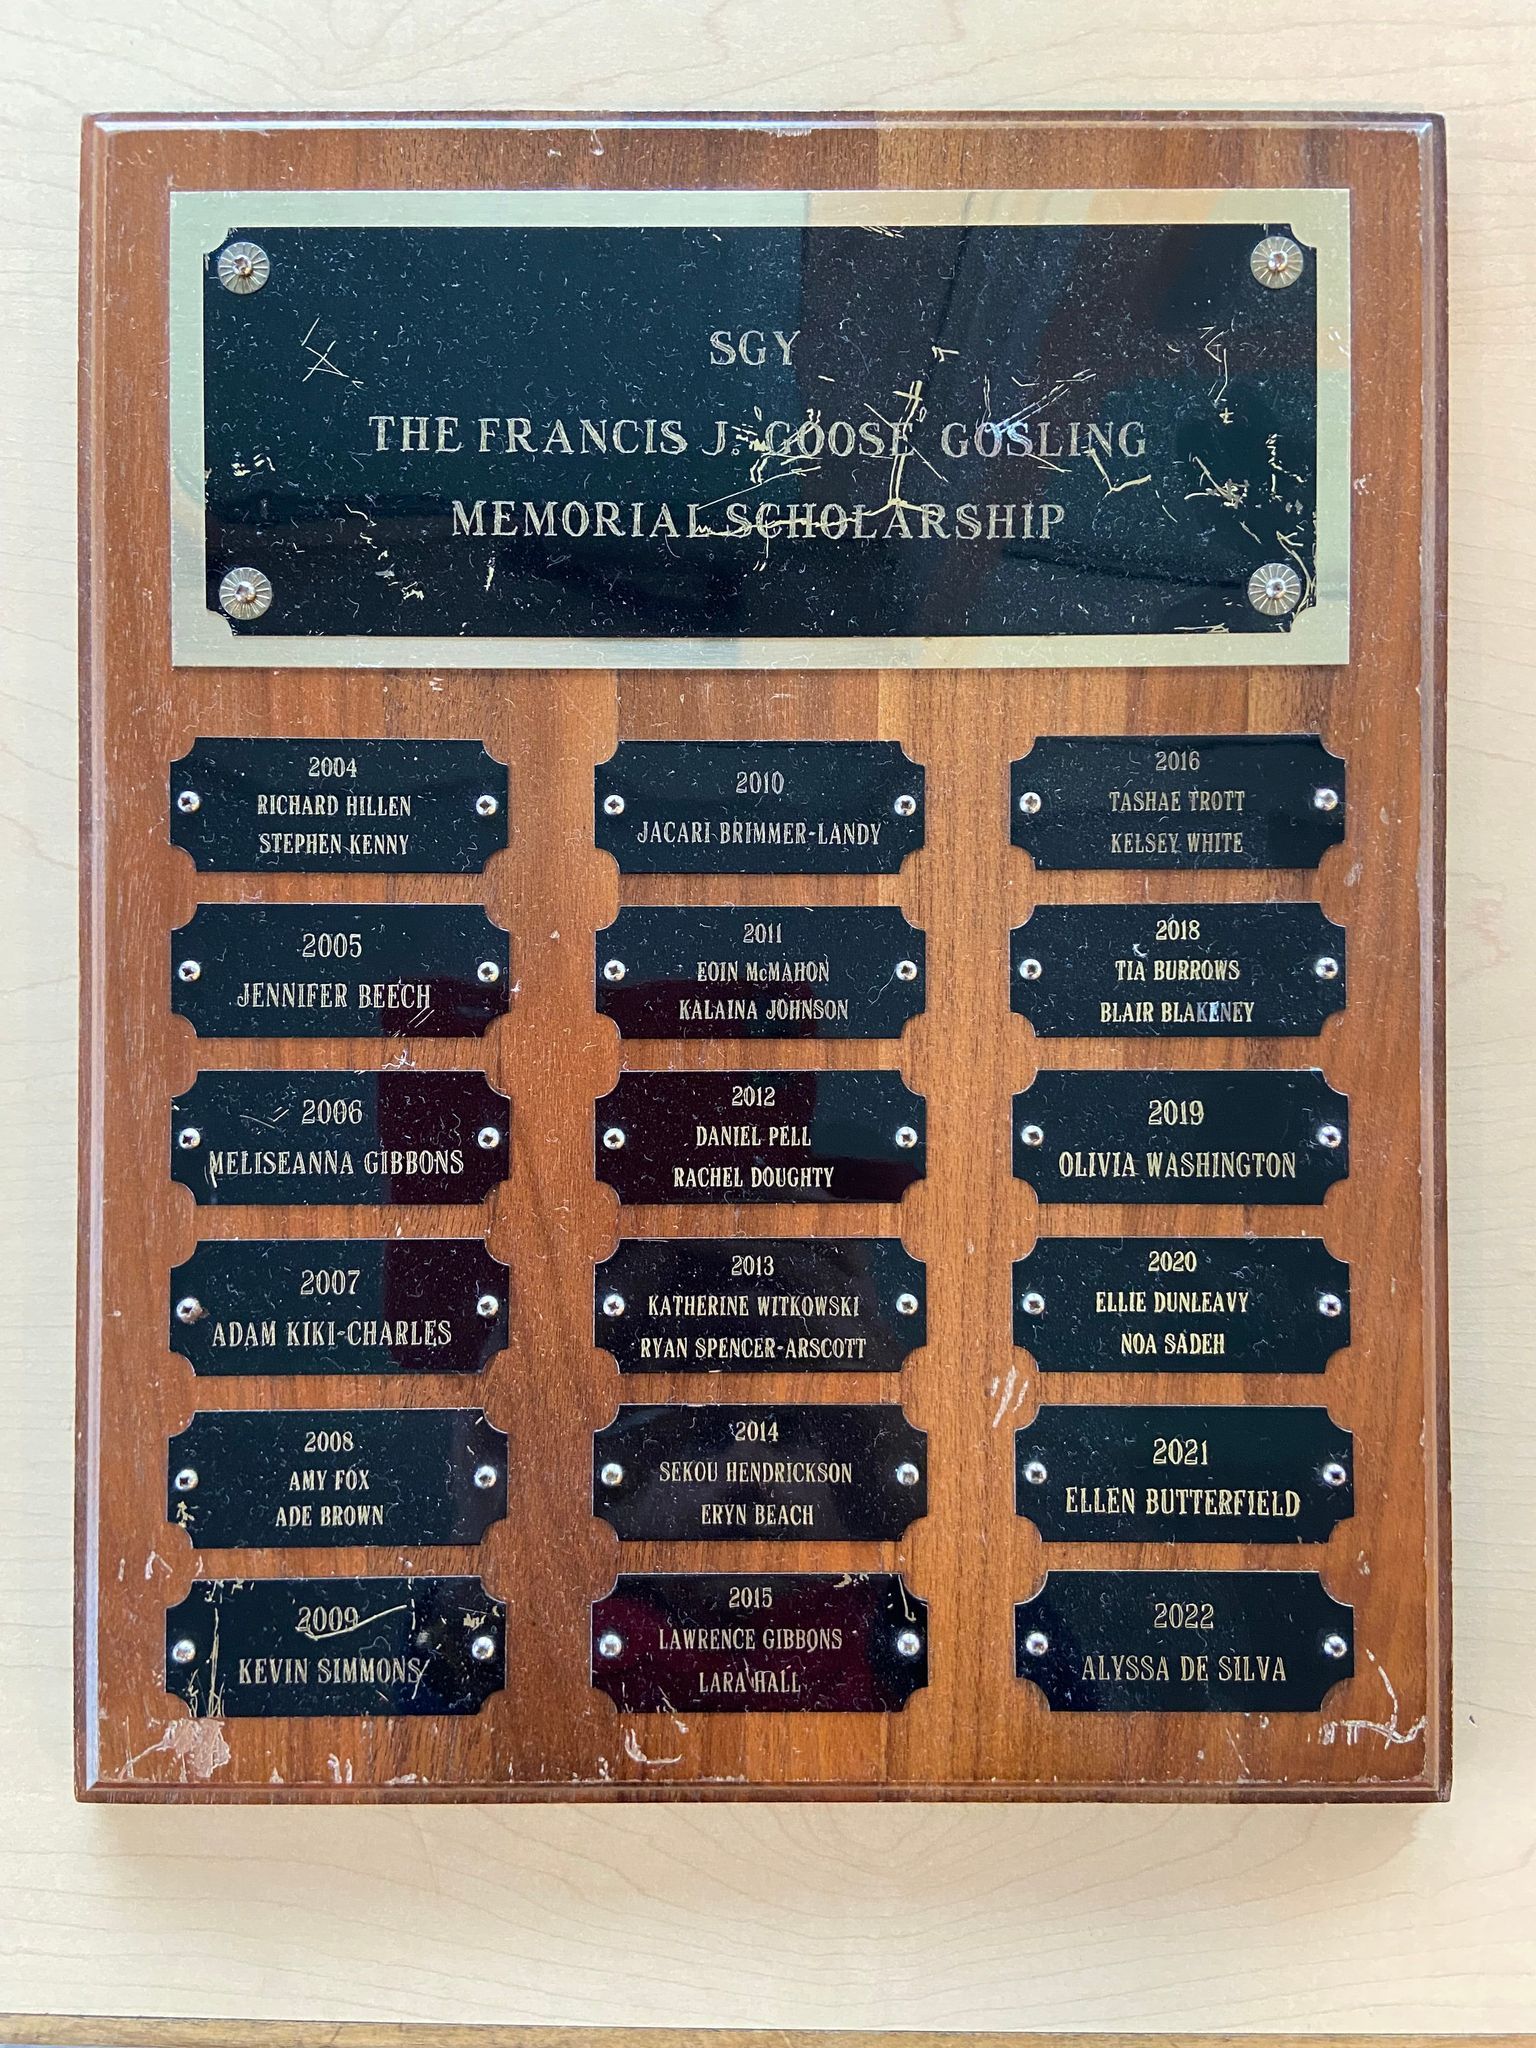 SGY
THE FRANCIS J. "GOOSE" GOSLING
MEMORIAL SCHOLARSHIP
2004
RICHARD HILLEN
STEPHEN KENNY
2005
JENNIFER BEECH
2006
MELISEANNA GIBBONS
2007
ADAM KIKI-CHARLES
2008
AMY FOX
ADE BROWN
2009
KEVIN SIMMONS
2010
JACARI BRIMMER-LANDY
2011
EOIN McMAHON
KALAINA JOHNSON
2012
DANIEL PELL
RACHEL DOUGHTY
2013
KATHERINE WITKOWSKI
RYAN SPENCER-ARSCOTT
2014
SEKOU HENDRICKSON
ERYN BEACH
2015
LAWRENCE GIBBONS
LARA HALL
2016
TASHAE TROTT
KELSEY WHITE
2018
TIA BURROWS
BLAIR BLAKENEY
2019
OLIVIA WASHINGTON
2020
ELLIE DUNLEAVY
NOA SADEH
2021
ELLEN BUTTERFIELD
2022
ALYSSA DE SILVA